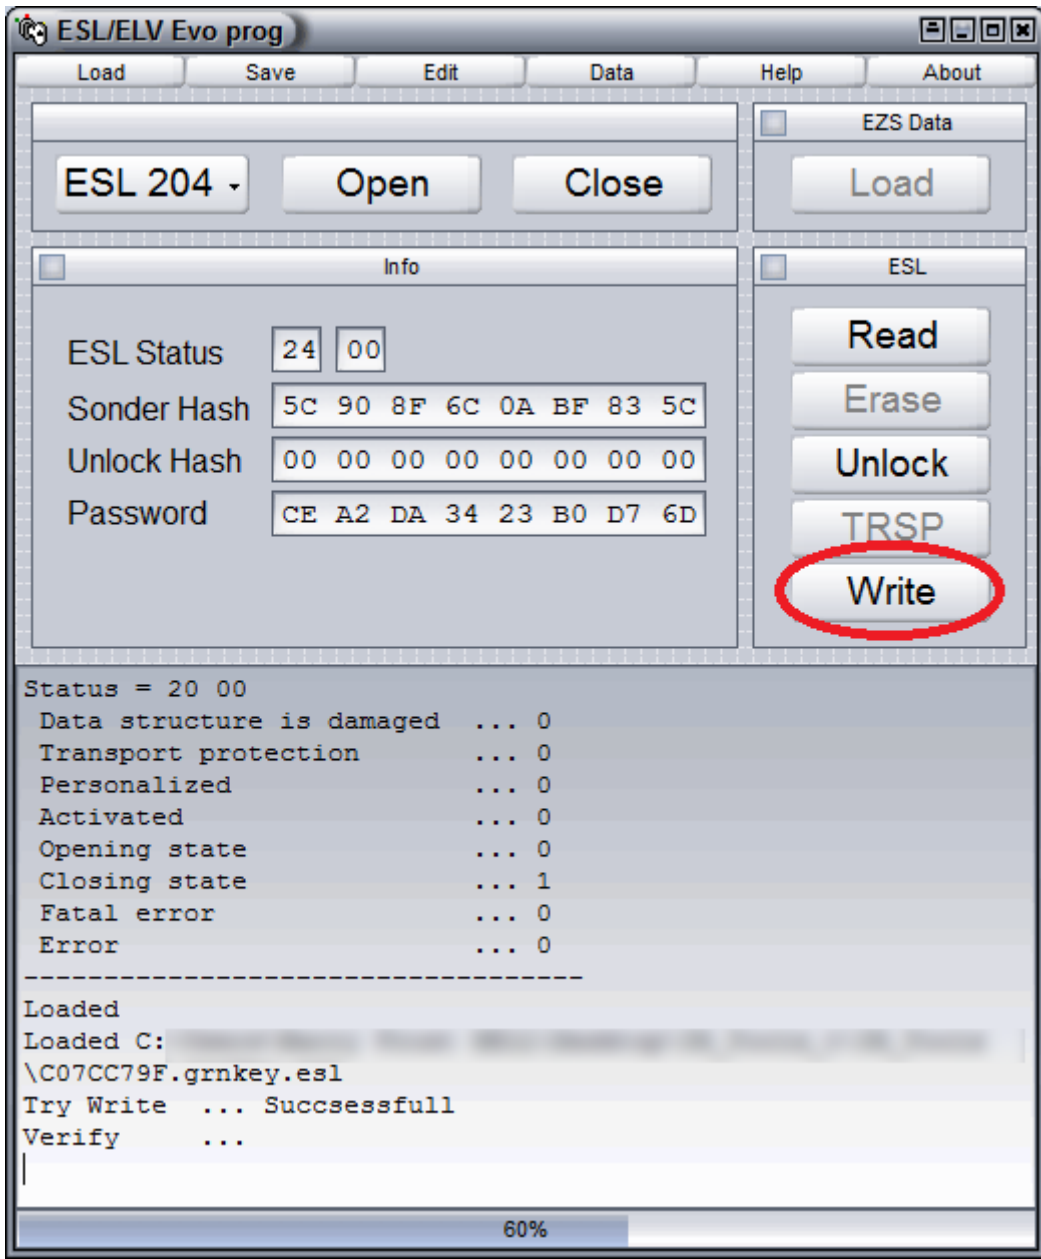 ESL/ELV Evo prog
Load Save Edit Data Help About
EZS Data
ESL 204 Open Close Load
Info ESL
ESL Status 24 00
Sonder Hash 5C 90 8F 6C 0A BF 83 5C
Unlock Hash 00 00 00 00 00 00 00 00
Password CE A2 DA 34 23 B0 D7 6D
Read
Erase
Unlock
TRSP
Write
Status = 20 00
Data structure is damaged ... 0
Transport protection ... 0
Personalized ... 0
Activated ... 0
Opening state ... 0
Closing state ... 1
Fatal error ... 0
Error ... 0
-----------------------------------
Loaded
Loaded C:
\C07CC79F.grnkey.esl
Try Write ... Succsessfull
Verify ...
60%